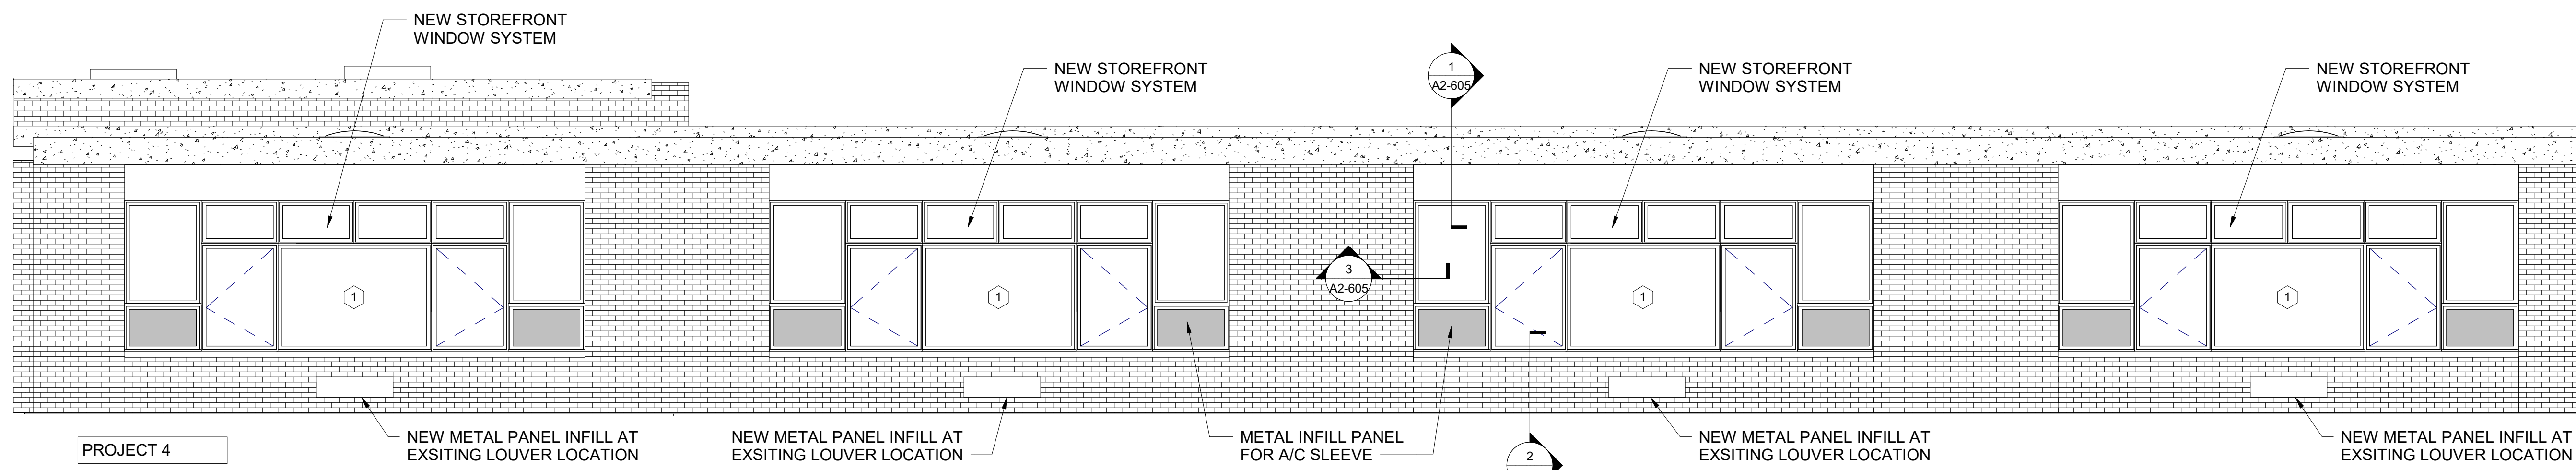 NEW STOREFRONT
WINDOW SYSTEM
NEW STOREFRONT
WINDOW SYSTEM
1
A2-605
NEW STOREFRONT
WINDOW SYSTEM
NEW STOREFRONT
WINDOW SYSTEM
3
A2-605
1
1
1
1
NEW METAL PANEL INFILL AT
EXSITING LOUVER LOCATION
NEW METAL PANEL INFILL AT
EXSITING LOUVER LOCATION
METAL INFILL PANEL
FOR A/C SLEEVE
2
NEW METAL PANEL INFILL AT
EXSITING LOUVER LOCATION
NEW METAL PANEL INFILL AT
EXSITING LOUVER LOCATION
PROJECT 4